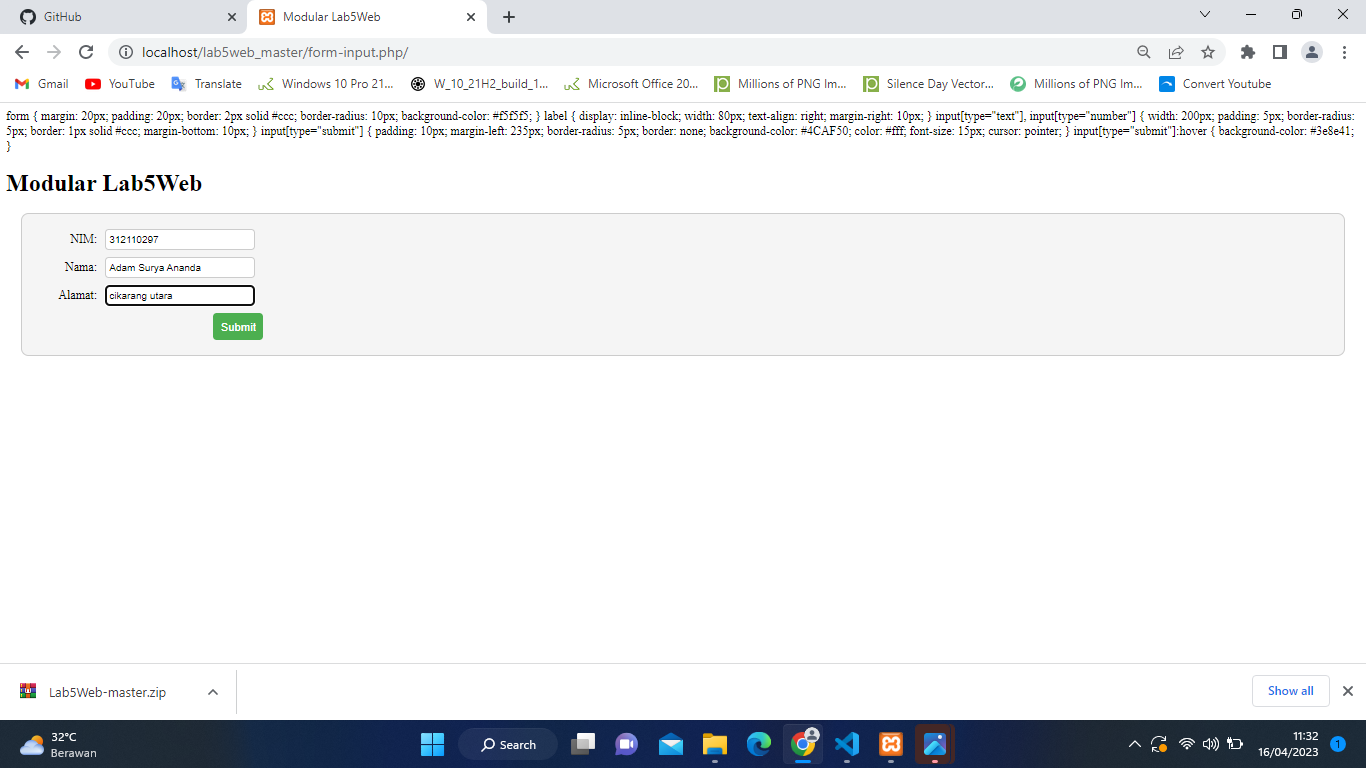 GitHub
Modular Lab5Web
localhost/lab5web_master/form-input.php/
Gmail
YouTube
Translate
Windows 10 Pro 21...
W_10_21H2_build_1...
Microsoft Office 20...
Millions of PNG Im...
Silence Day Vector...
Millions of PNG Im...
Convert Youtube
form { margin: 20px; padding: 20px; border: 2px solid #ccc; border-radius: 10px; background-color: #f5f5f5; } label { display: inline-block; width: 80px; text-align: right; margin-right: 10px; } input[type="text"], input[type="number"] { width: 200px; padding: 5px; border-radius:
5px; border: 1px solid #ccc; margin-bottom: 10px; } input[type="submit"] { padding: 10px; margin-left: 235px; border-radius: 5px; border: none; background-color: #4CAF50; color: #fff; font-size: 15px; cursor: pointer; } input[type="submit"]:hover { background-color: #3e8e41;
}
Modular Lab5Web
NIM: 312110297
Nama: Adam Surya Ananda
Alamat: cikarang utara
Submit
Lab5Web-master.zip
Show all
32°C
Berawan
Search
11:32
16/04/2023
1